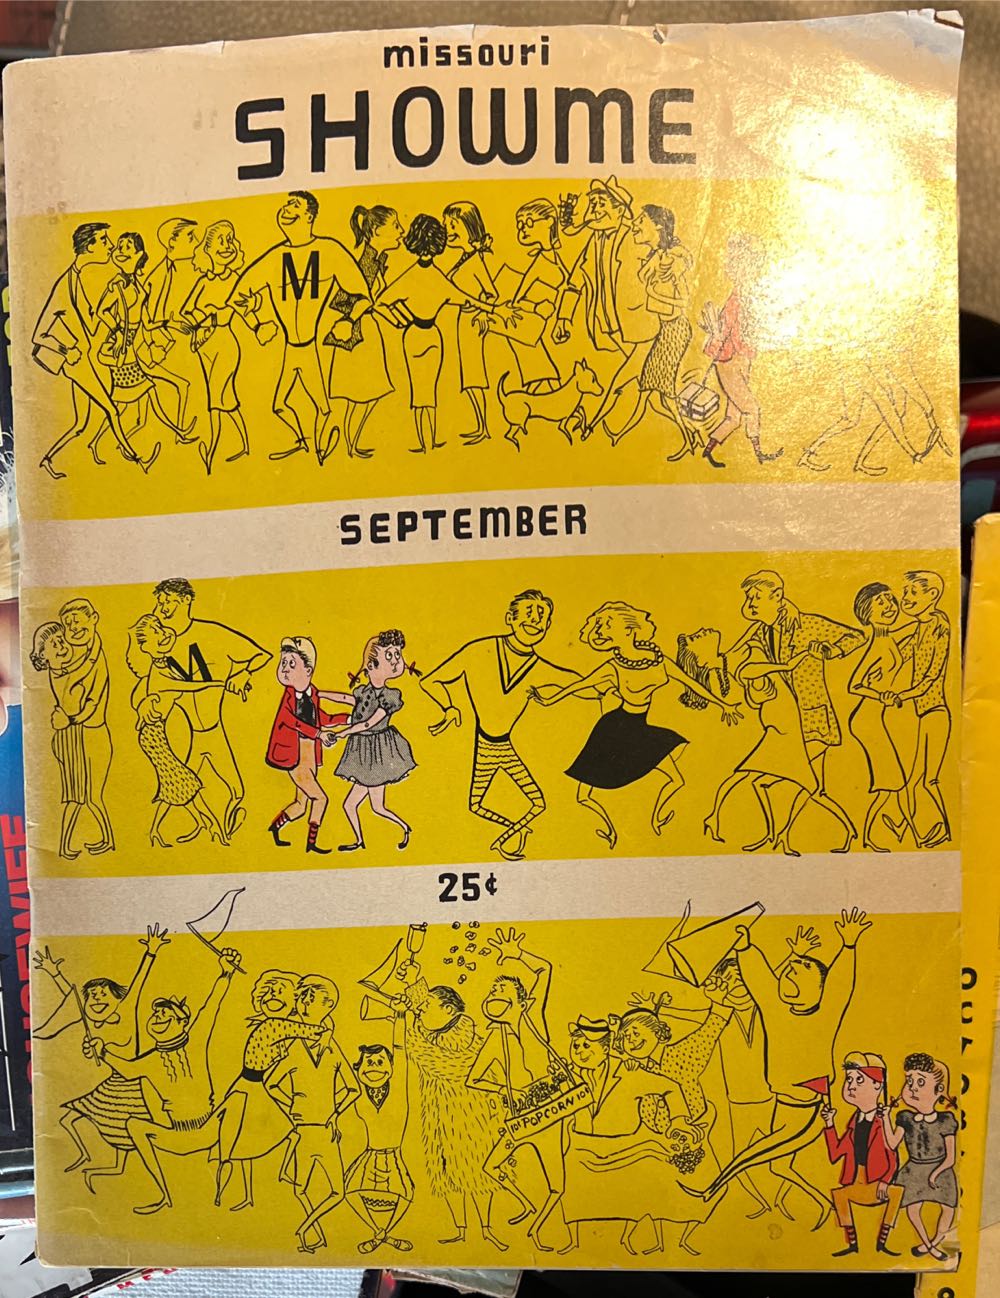 missouri
SHOWME
M
SEPTEMBER
M
25¢
10¢ POPCORN 10¢